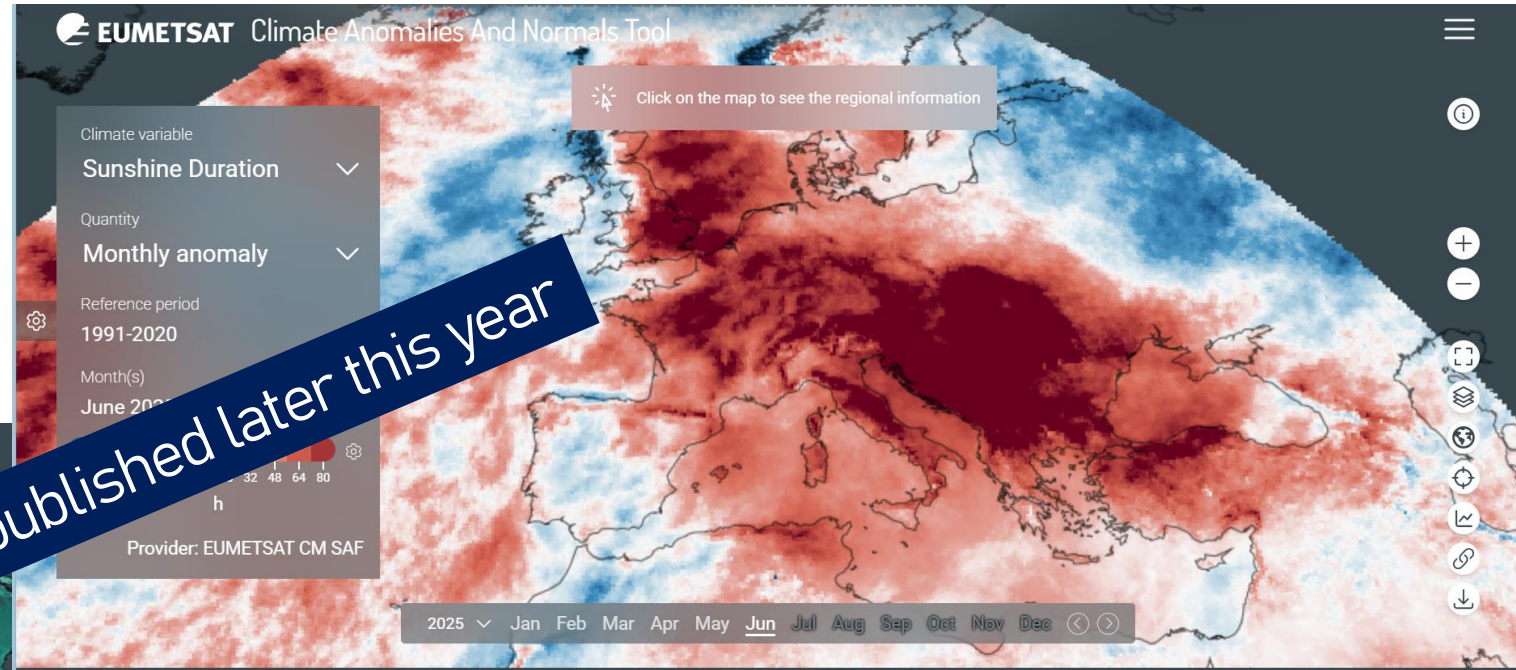 EUMETSAT Climate Anomalies And Normals Tool
Click on the map to see the regional information
Climate variable
Sunshine Duration
Quantity
Monthly anomaly
Reference period
1991-2020
Month(s)
June
32 48 64 80
h
Provider: EUMETSAT CM SAF
published later this year
2025 Jan Feb Mar Apr May Jun Jul Aug Sep Oct Nov Dec